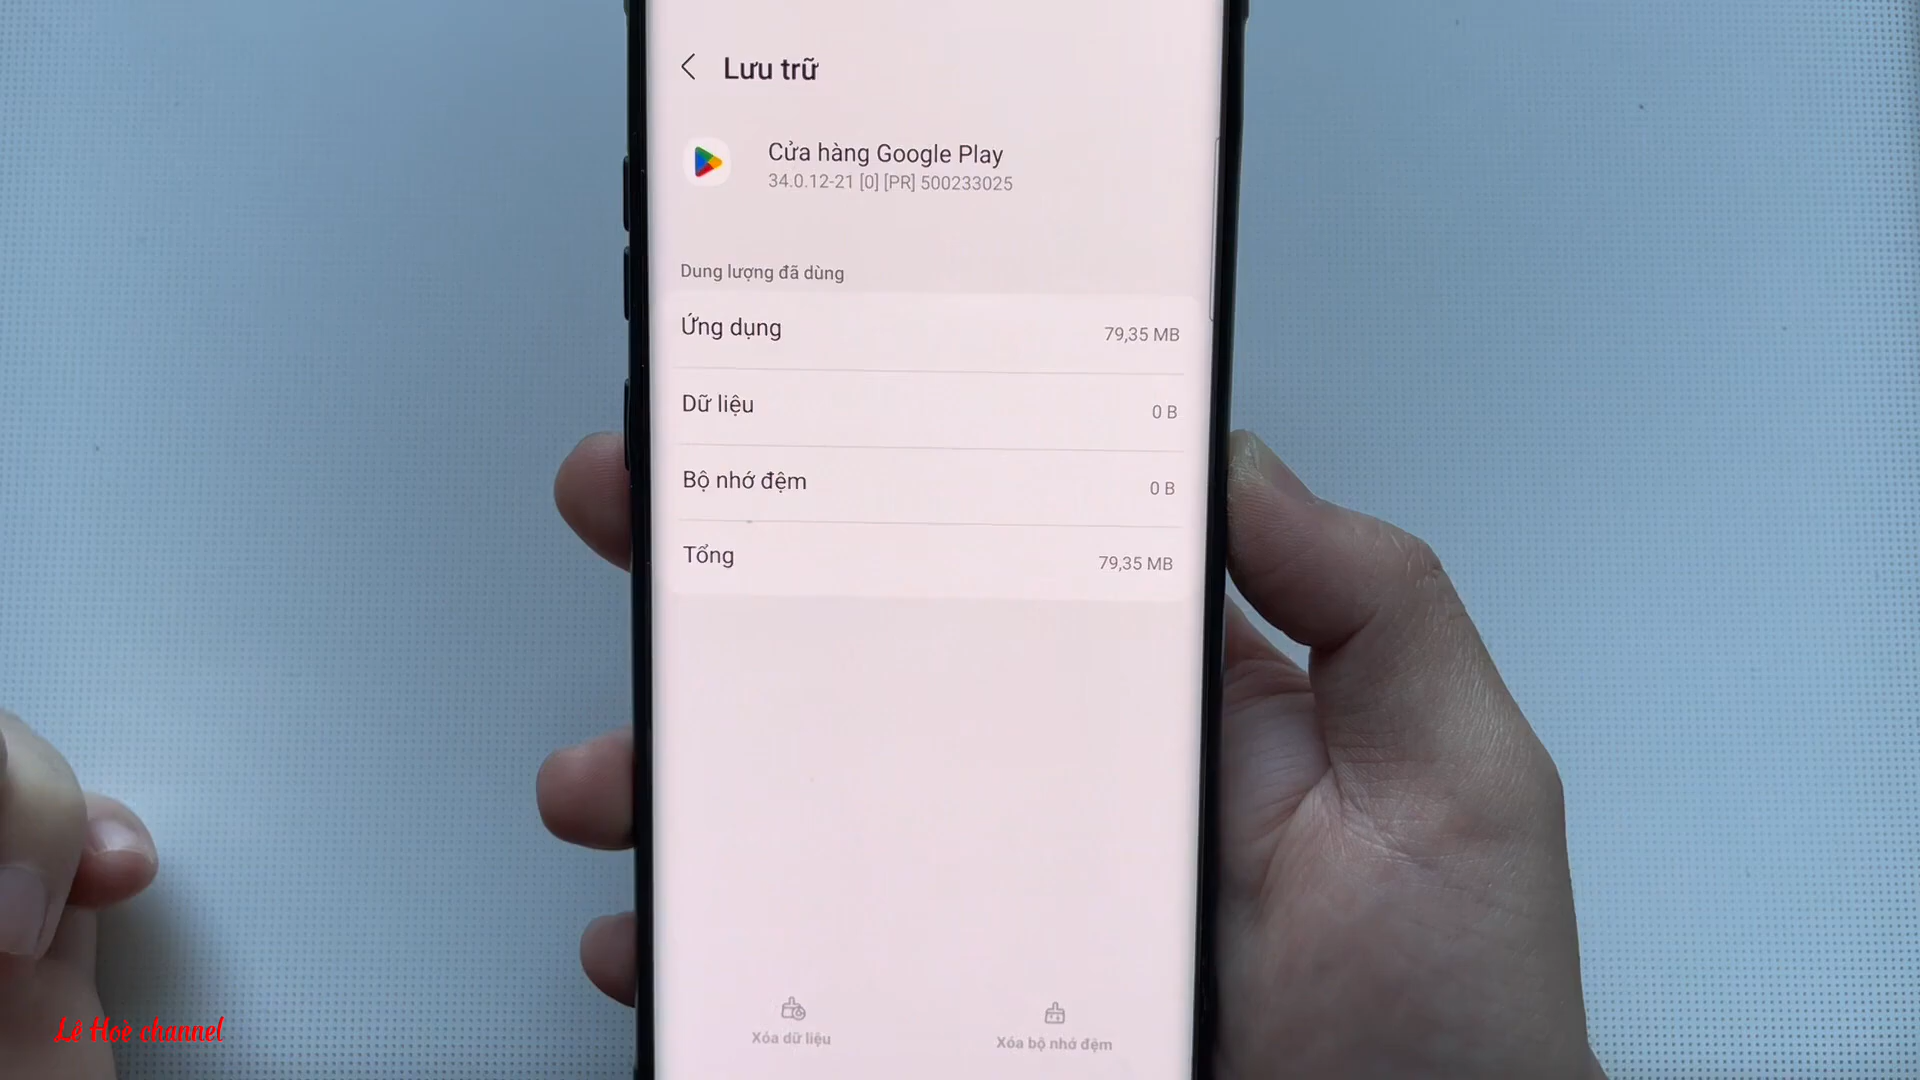 Lưu trữ
Cửa hàng Google Play
34.0.12-21 [0] [PR] 500233025
Dung lượng đã dùng
Ứng dụng 79,35 MB
Dữ liệu 0 B
Bộ nhớ đệm 0 B
Tổng 79,35 MB
Xóa dữ liệu Xóa bộ nhớ đệm
Lê Hoè channel